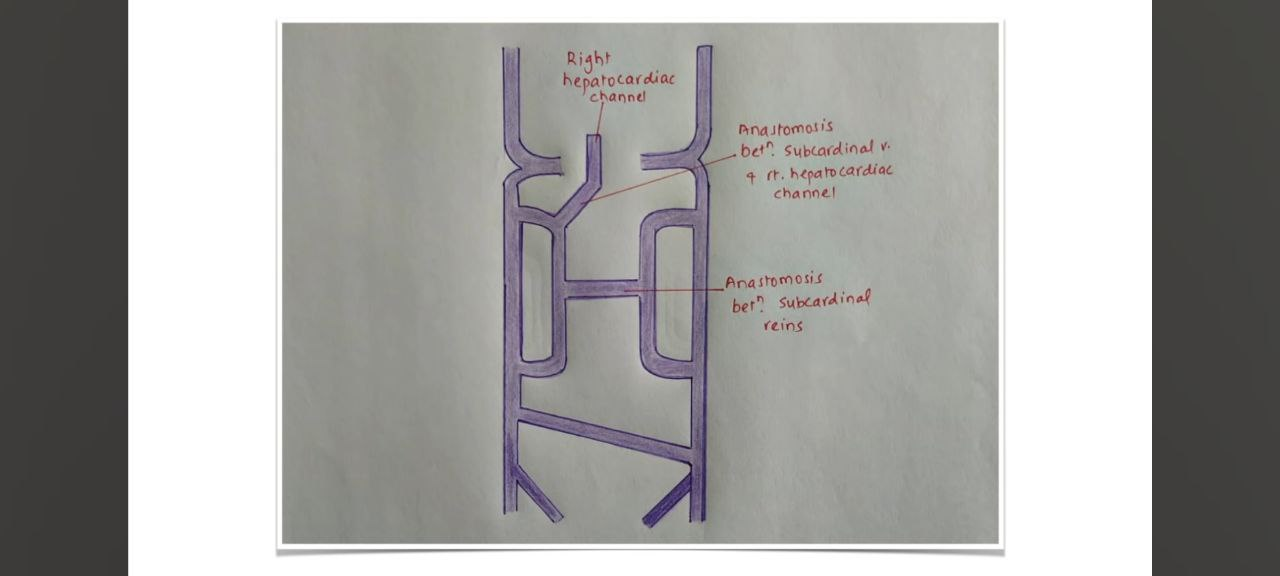 Right
hepatocardiac
channel
Anastomosis
betⁿ. subcardinal v.
& rt. hepatocardiac
channel
Anastomosis
betⁿ. subcardinal
veins